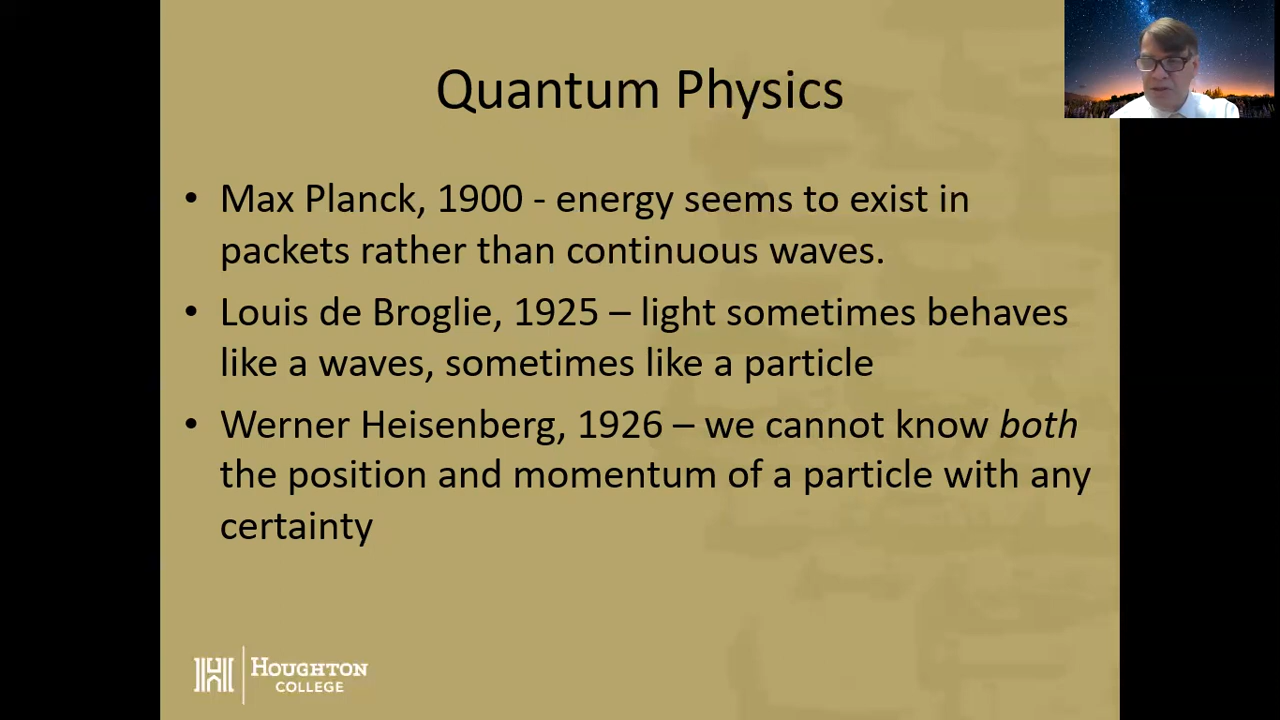 Quantum Physics
• Max Planck, 1900 - energy seems to exist in
packets rather than continuous waves.
• Louis de Broglie, 1925 – light sometimes behaves
like a waves, sometimes like a particle
• Werner Heisenberg, 1926 – we cannot know both
the position and momentum of a particle with any
certainty
HOUGHTON
COLLEGE